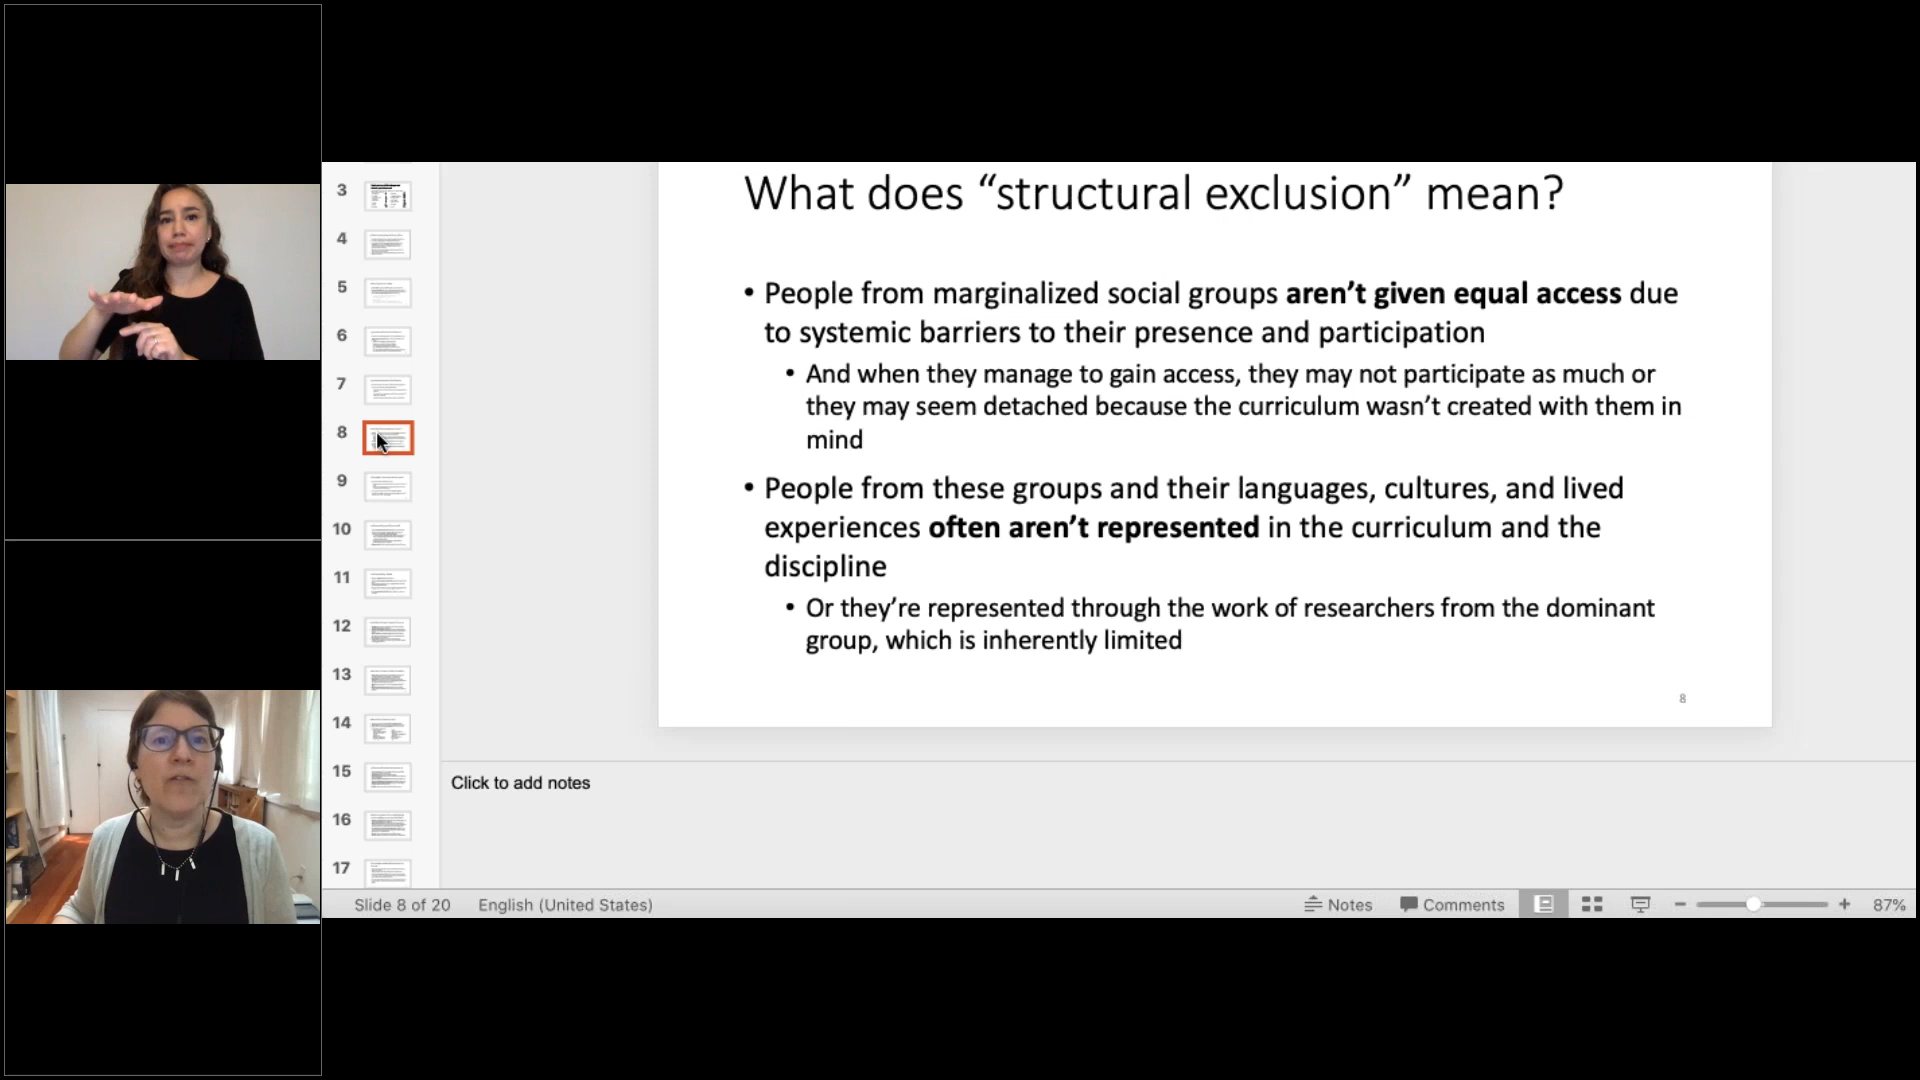 What does “structural exclusion” mean?
• People from marginalized social groups aren’t given equal access due
to systemic barriers to their presence and participation
• And when they manage to gain access, they may not participate as much or
they may seem detached because the curriculum wasn’t created with them in
mind
• People from these groups and their languages, cultures, and lived
experiences often aren’t represented in the curriculum and the
discipline
• Or they’re represented through the work of researchers from the dominant
group, which is inherently limited
8
3
4
5
6
7
8
9
10
11
12
13
14
15
16
17
Click to add notes
Slide 8 of 20 English (United States) Notes Comments 87%